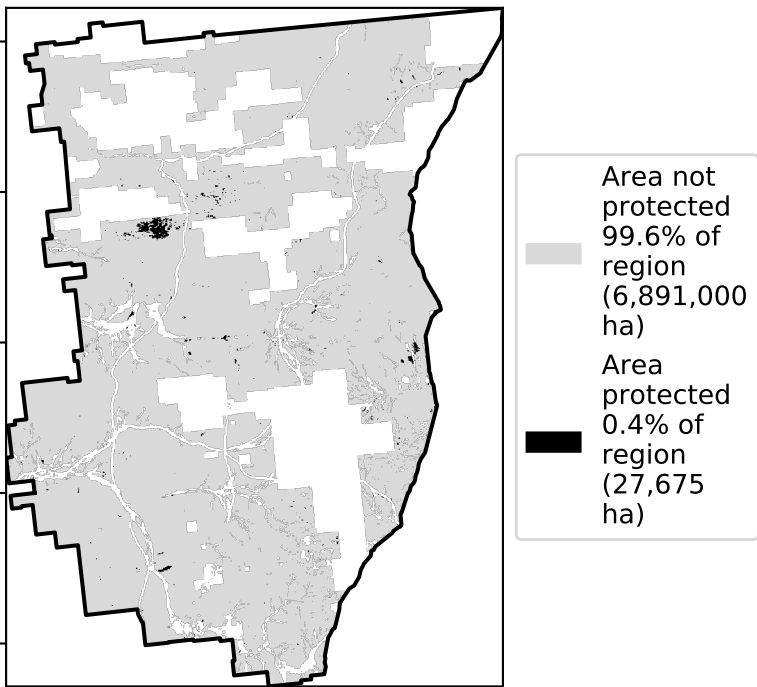 Area not
protected
99.6% of
region
(6,891,000
ha)
Area
protected
0.4% of
region
(27,675
ha)